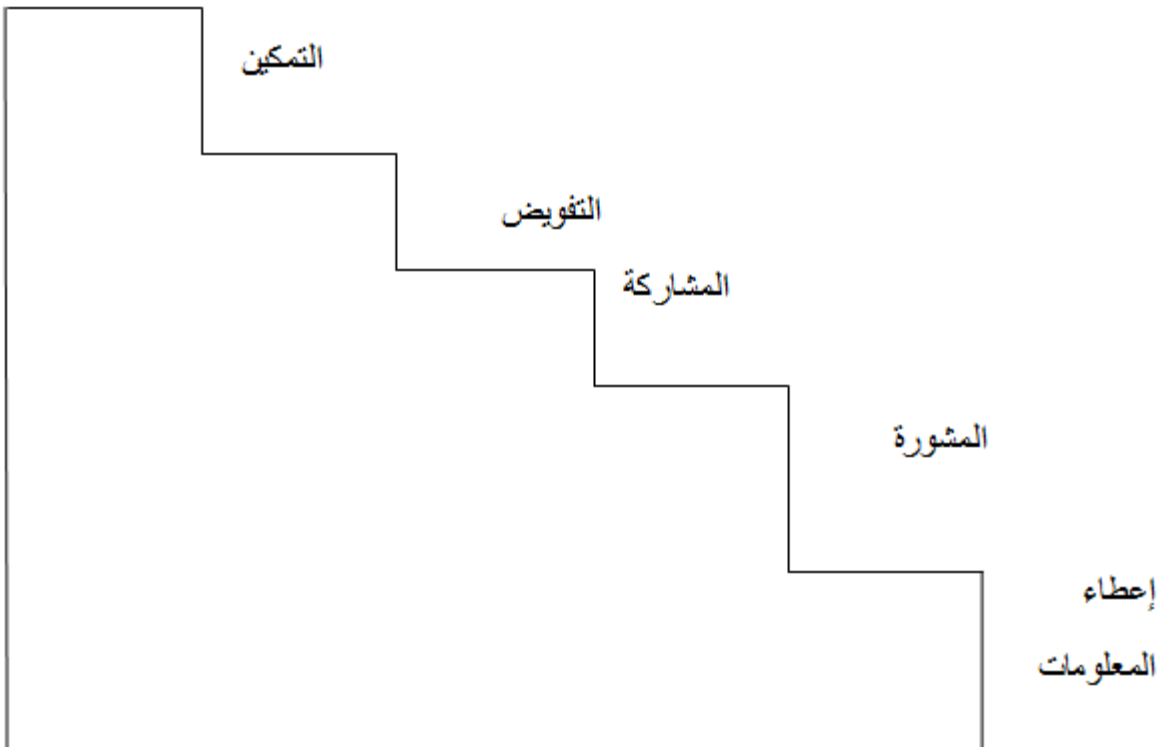 التمكين
التفويض
المشاركة
المشورة
إعطاء
المعلومات